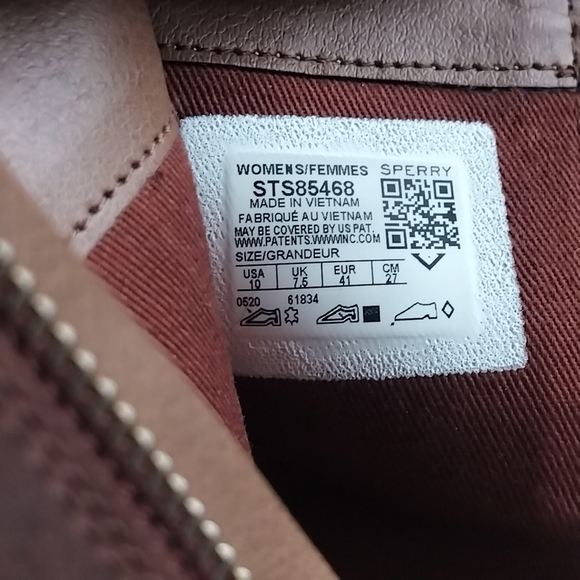 WOMENS/FEMMES SPERRY
STS85468
MADE IN VIETNAM
FABRIQUÉ AU VIETNAM
MAY BE COVERED BY US PAT.
WWW.PATENTS.WWWINC.COM
SIZE/GRANDEUR
USA UK EUR CM
10 7.5 41 27
0520 61834